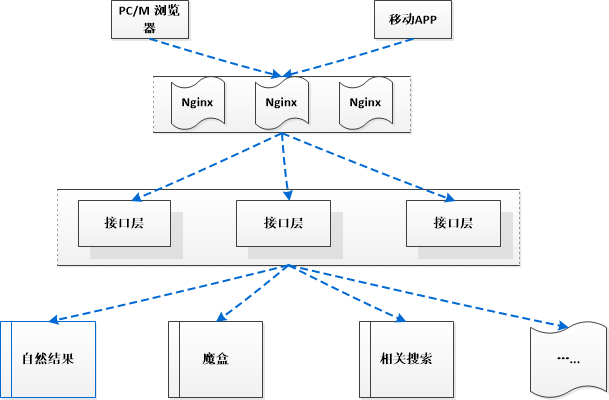 PC/M 浏览
器
移动APP
Nginx
Nginx
Nginx
接口层
接口层
接口层
自然结果
魔盒
相关搜索
……